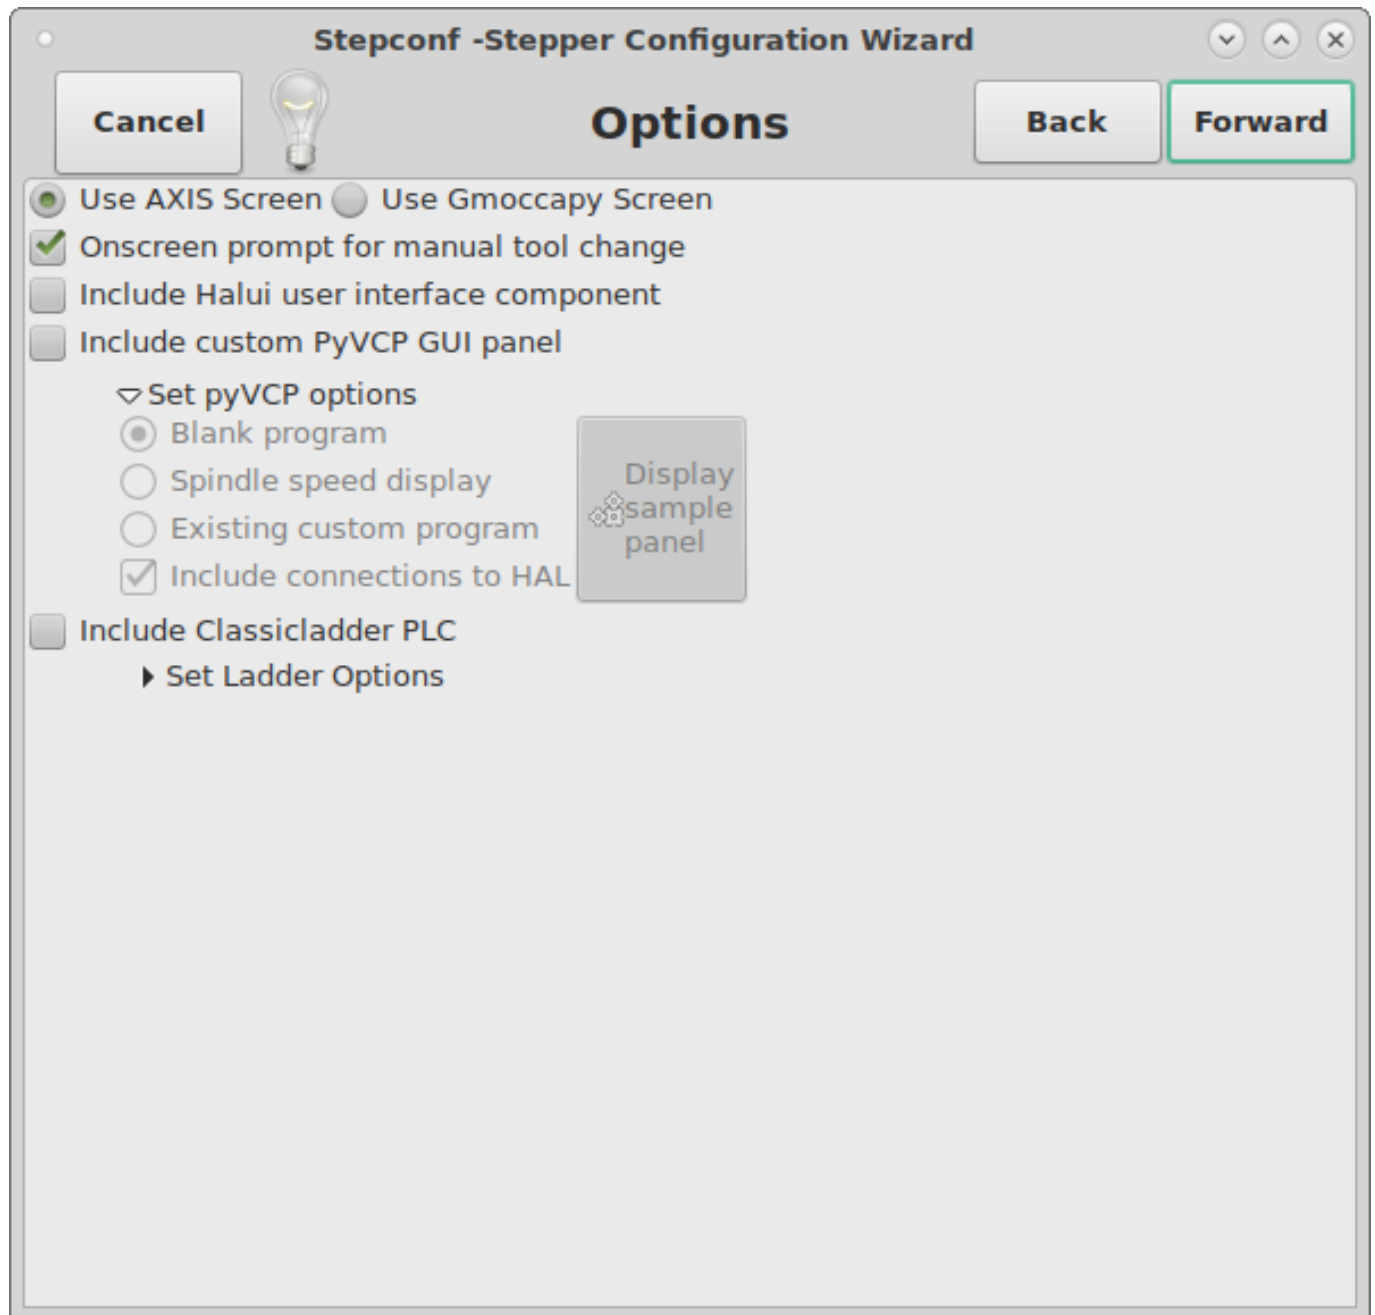 Stepconf -Stepper Configuration Wizard
Cancel
Options
Back
Forward
Use AXIS Screen
Use Gmoccapy Screen
Onscreen prompt for manual tool change
Include Halui user interface component
Include custom PyVCP GUI panel
Set pyVCP options
Blank program
Spindle speed display
Existing custom program
Include connections to HAL
Display
sample
panel
Include Classicladder PLC
Set Ladder Options